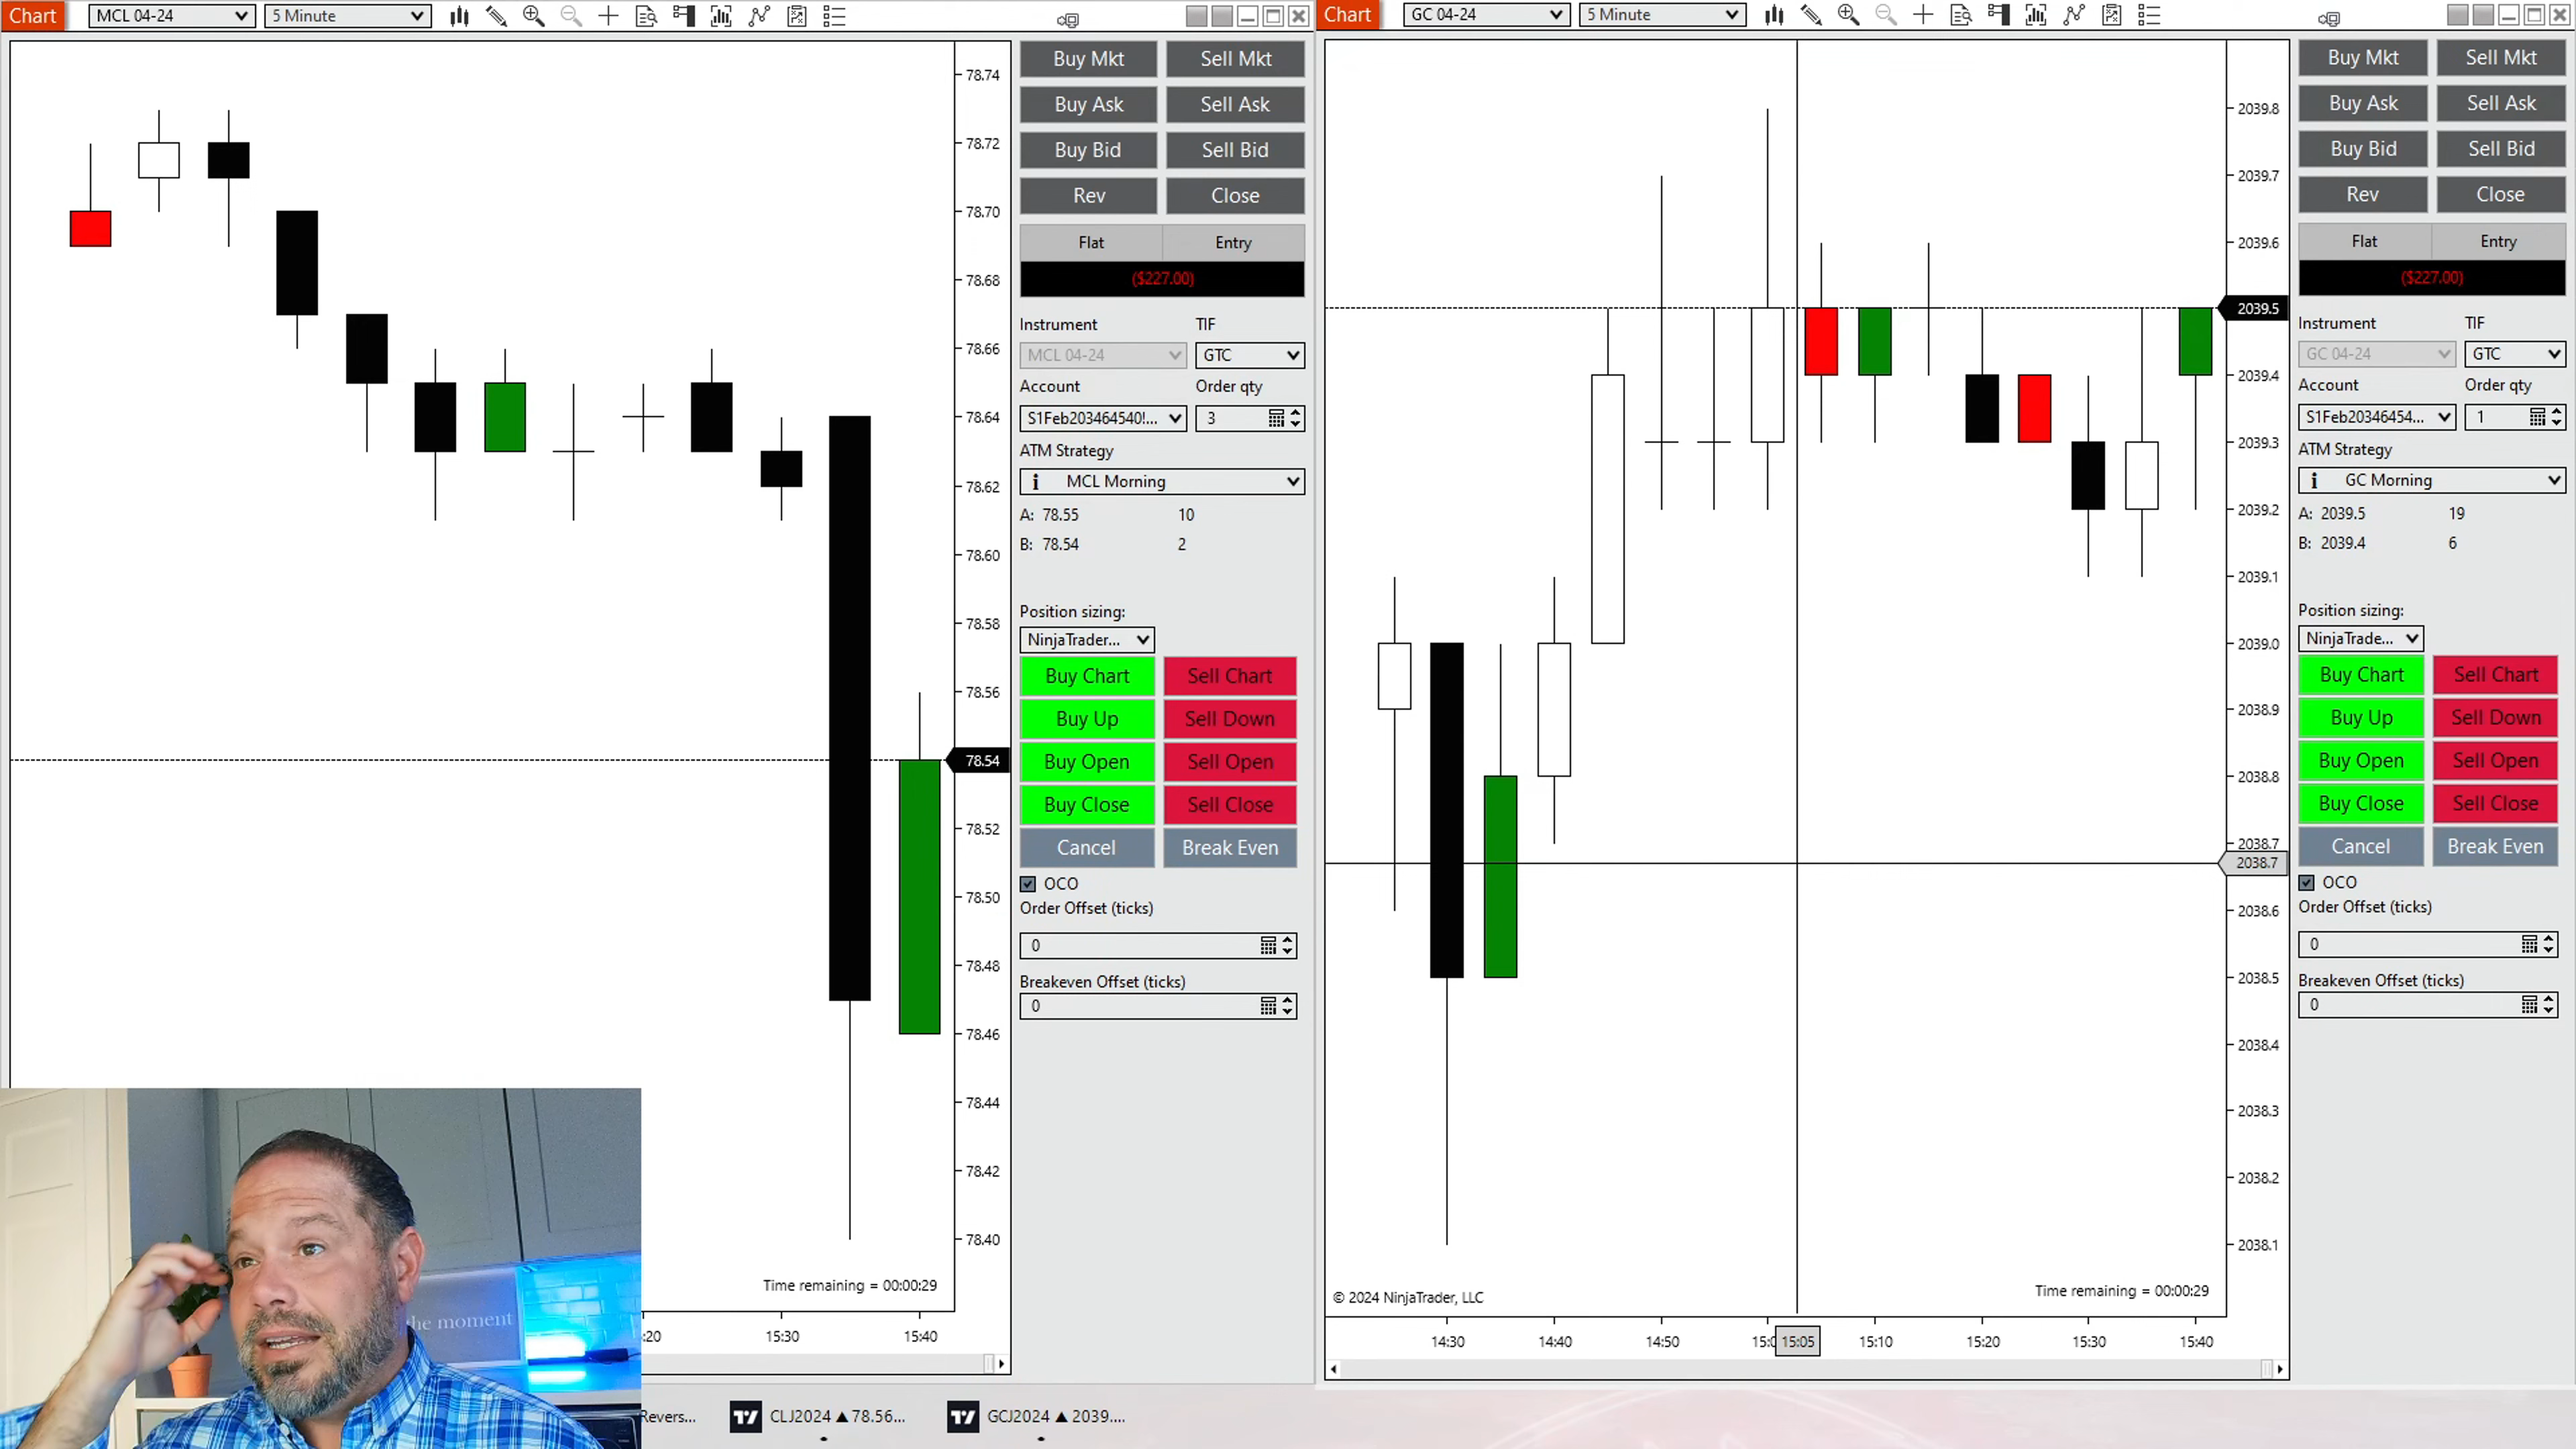 Chart MCL 04-24 5 Minute
78.74
78.72
78.70
78.68
78.66
78.64
78.62
78.60
78.58
78.56
78.54
78.52
78.50
78.48
78.46
78.44
78.42
78.40
Time remaining = 00:00:29
:20 15:30 15:40
Buy Mkt Sell Mkt
Buy Ask Sell Ask
Buy Bid Sell Bid
Rev Close
Flat Entry
($227.00)
Instrument TIF
MCL 04-24 GTC
Account Order qty
S1Feb203464540!... 3
ATM Strategy
i MCL Morning
A: 78.55 10
B: 78.54 2
Position sizing:
NinjaTrader...
Buy Chart Sell Chart
Buy Up Sell Down
Buy Open Sell Open
Buy Close Sell Close
Cancel Break Even
OCO
Order Offset (ticks)
0
Breakeven Offset (ticks)
0
Chart GC 04-24 5 Minute
2039.8
2039.7
2039.6
2039.5
2039.4
2039.3
2039.2
2039.1
2039.0
2038.9
2038.8
2038.7
2038.7
2038.6
2038.5
2038.4
2038.3
2038.2
2038.1
© 2024 NinjaTrader, LLC
Time remaining = 00:00:29
14:30 14:40 14:50 15:0 15:05 15:10 15:20 15:30 15:40
Buy Mkt Sell Mkt
Buy Ask Sell Ask
Buy Bid Sell Bid
Rev Close
Flat Entry
($227.00)
Instrument TIF
GC 04-24 GTC
Account Order qty
S1Feb20346454... 1
ATM Strategy
i GC Morning
A: 2039.5 19
B: 2039.4 6
Position sizing:
NinjaTrade...
Buy Chart Sell Chart
Buy Up Sell Down
Buy Open Sell Open
Buy Close Sell Close
Cancel Break Even
OCO
Order Offset (ticks)
0
Breakeven Offset (ticks)
0
he moment
Revers... CLJ2024 ▲ 78.56... GCJ2024 ▲ 2039....